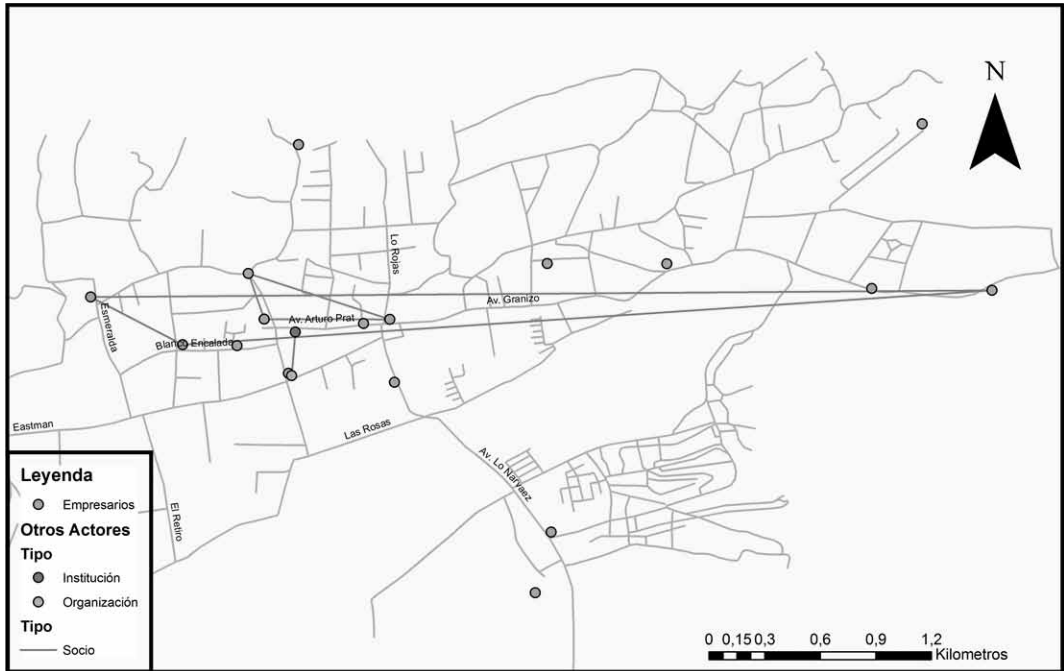 N
Lo Rojas
Av. Granizo
Esmeralda
Av. Arturo Prat
Blanco Encalada
Eastman
Las Rosas
Av. Lo Narvaez
El Retiro
Leyenda
Empresarios
Otros Actores
Tipo
Institución
Organización
Tipo
Socio
0 0,15 0,3 0,6 0,9 1,2
Kilometros